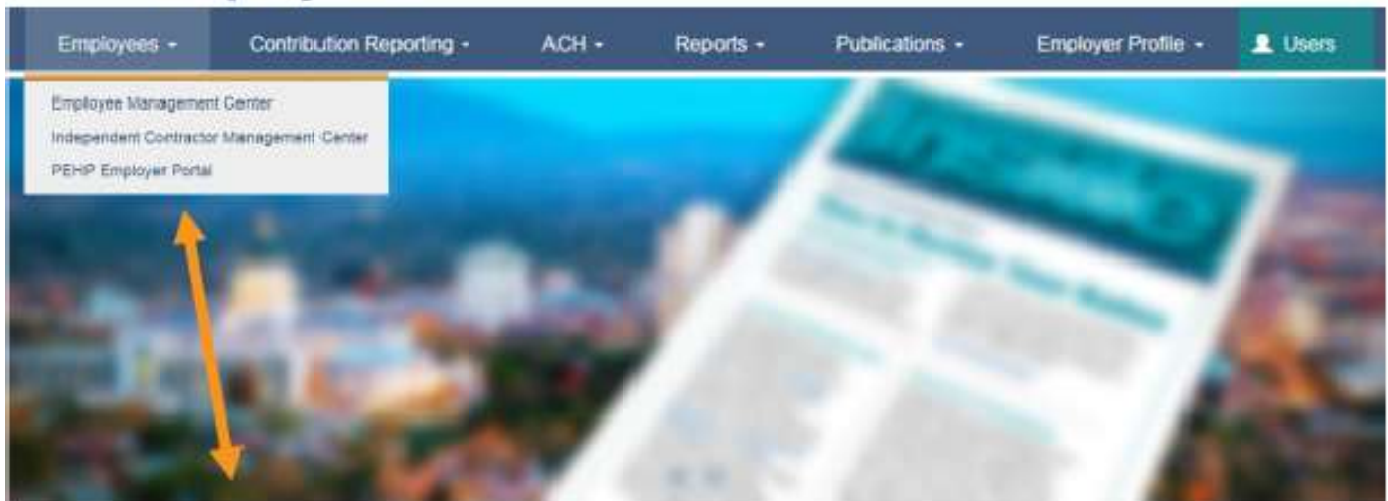 Employees
Contribution Reporting
ACH
Reports
Publications
Employer Profile
Users
Employee Management Center
Independent Contractor Management Center
PEHP Employer Portal